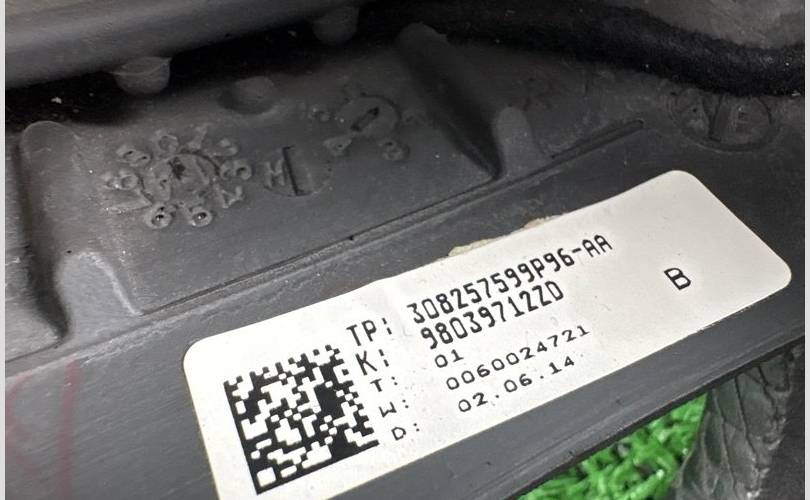 TP: 308257599P96-AA
K: 98039712ZD
T: 01
W: 0060024721
D: 02.06.14
B